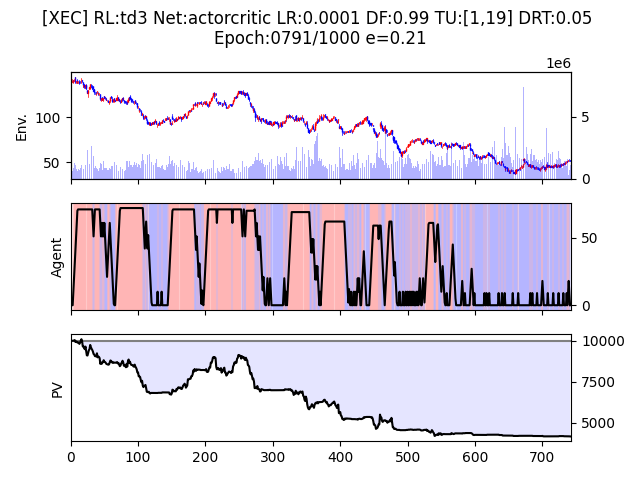 [XEC] RL:td3 Net:actorcritic LR:0.0001 DF:0.99 TU:[1,19] DRT:0.05
Epoch:0791/1000 e=0.21
1e6
Env.
100
50
5
0
Agent
50
0
PV
10000
7500
5000
0 100 200 300 400 500 600 700